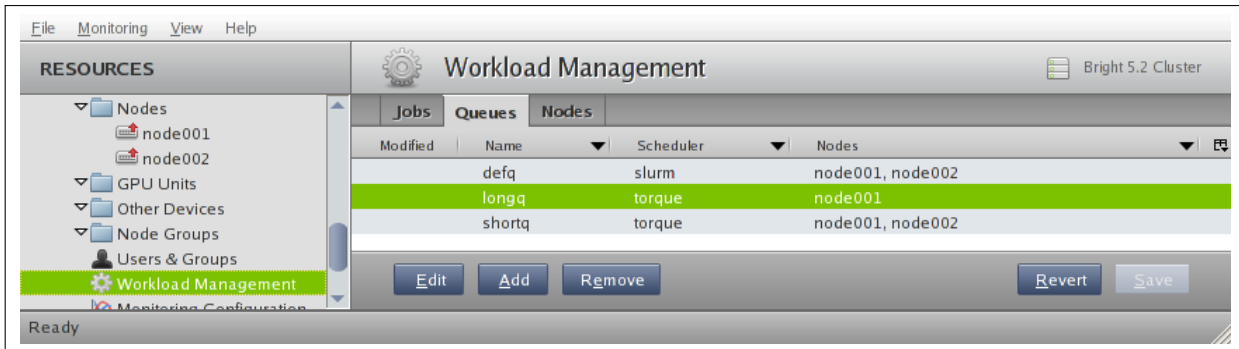 File Monitoring View Help
RESOURCES
Nodes
node001
node002
GPU Units
Other Devices
Node Groups
Users & Groups
Workload Management
Monitoring Configuration
Workload Management
Bright 5.2 Cluster
Jobs Queues Nodes
Modified Name Scheduler Nodes
defq slurm node001, node002
longq torque node001
shortq torque node001, node002
Edit Add Remove Revert Save
Ready